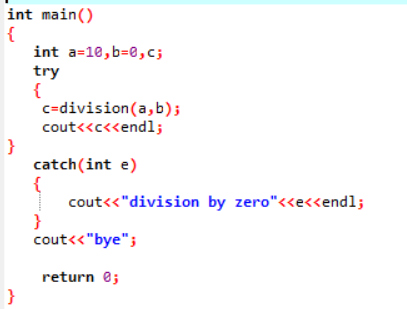 int main()
{
int a=10,b=0,c;
try
{
c=division(a,b);
cout<<c<<endl;
}
catch(int e)
{
cout<<"division by zero"<<e<<endl;
}
cout<<"bye";
return 0;
}